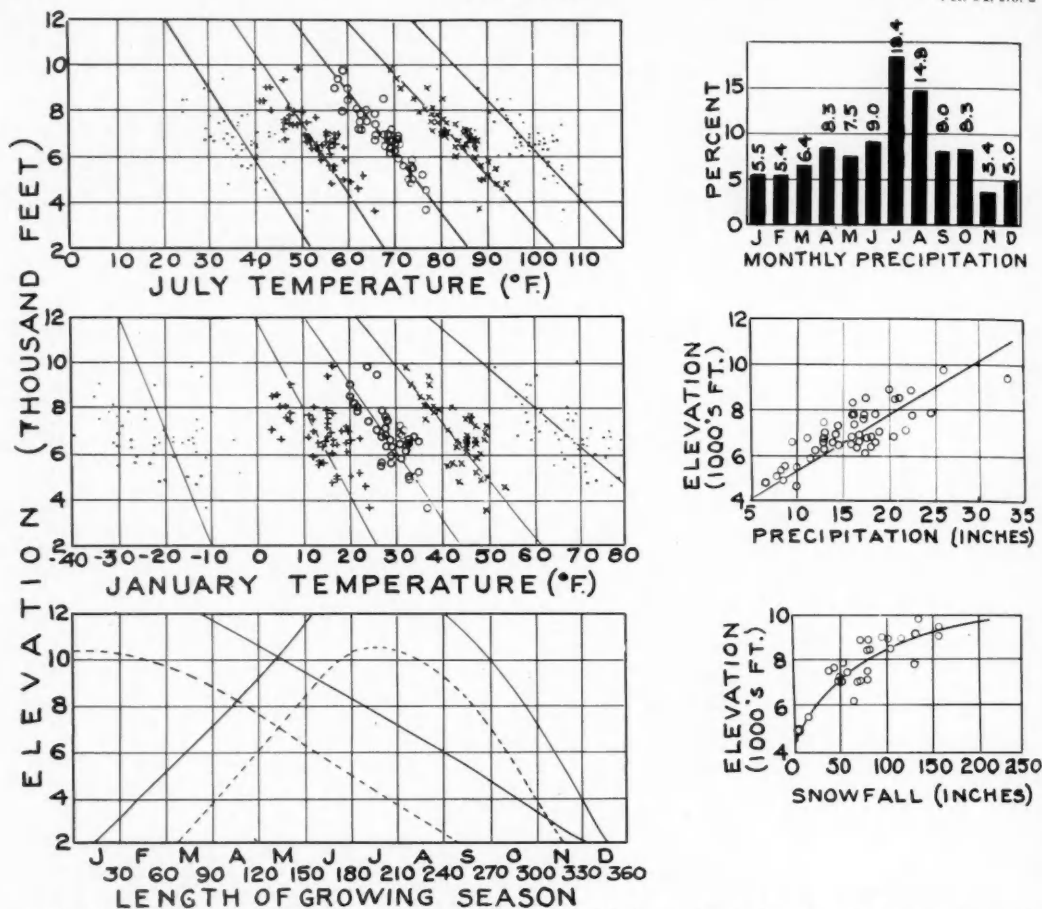 ELEVATION (THOUSAND FEET)
12
10
8
6
4
2
0 10 20 30 40 50 60 70 80 90 100 110
JULY TEMPERATURE (°F.)
12
10
8
6
4
2
-40 -30 -20 -10 0 10 20 30 40 50 60 70 80
JANUARY TEMPERATURE (°F.)
12
10
8
6
4
2
J F M A M J J A S O N D
30 60 90 120 150 180 210 240 270 300 330 360
LENGTH OF GROWING SEASON
PERCENT
15
10
5
0
5.5 5.4 6.4 8.3 7.5 9.0 18.4 14.8 8.0 8.3 3.4 5.0
J F M A M J J A S O N D
MONTHLY PRECIPITATION
ELEVATION
(1000'S FT.)
12
10
8
6
4
5 10 15 20 25 30 35
PRECIPITATION (INCHES)
ELEVATION
(1000'S FT.)
10
8
6
4
0 50 100 150 200 250
SNOWFALL (INCHES)